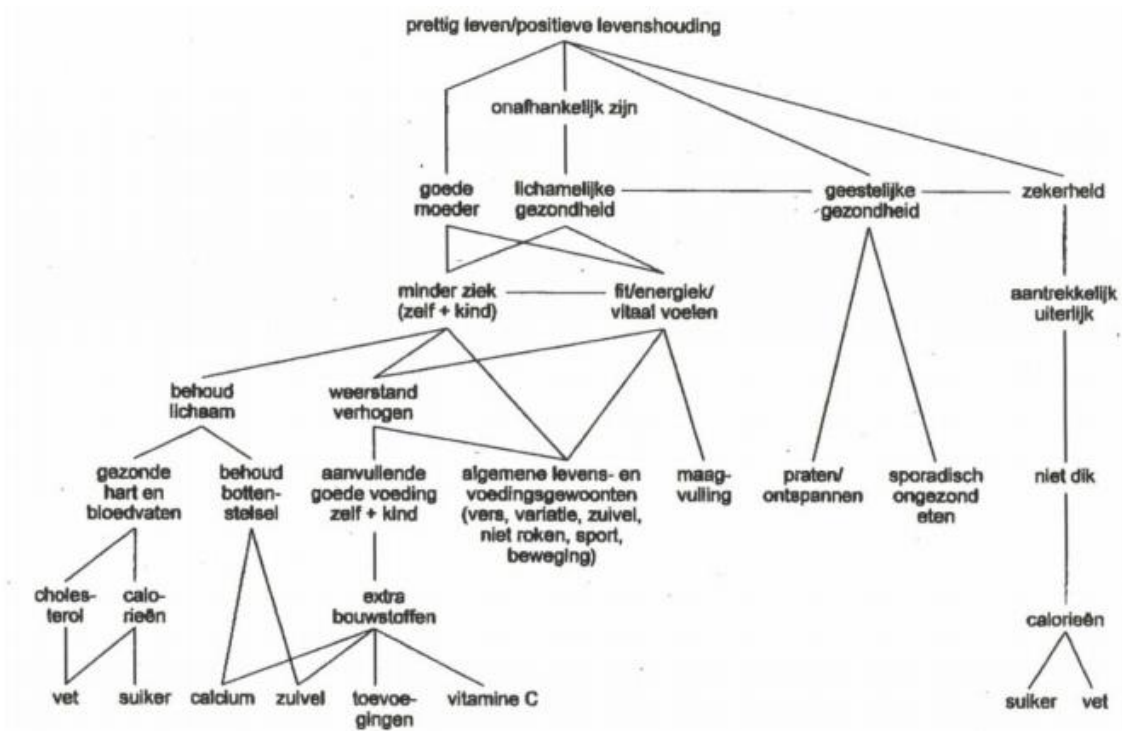 prettig leven/positieve levenshouding
onafhankelijk zijn
goede
moeder
lichamelijke
gezondheid
geestelijke
gezondheid
zekerheid
minder ziek
(zelf + kind)
fit/energiek/
vitaal voelen
aantrekkelijk
uiterlijk
behoud
lichaam
weerstand
verhogen
gezonde
hart en
bloedvaten
behoud
botten-
stelsel
aanvullende
goede voeding
zelf + kind
algemene levens- en
voedingsgewoonten
(vers, variatie, zuivel,
niet roken, sport,
beweging)
maag-
vulling
praten/
ontspannen
sporadisch
ongezond
eten
niet dik
choles-
terol
calo-
rieën
extra
bouwstoffen
calorieën
vet
suiker
calcium
zuivel
toevoe-
gingen
vitamine C
suiker
vet